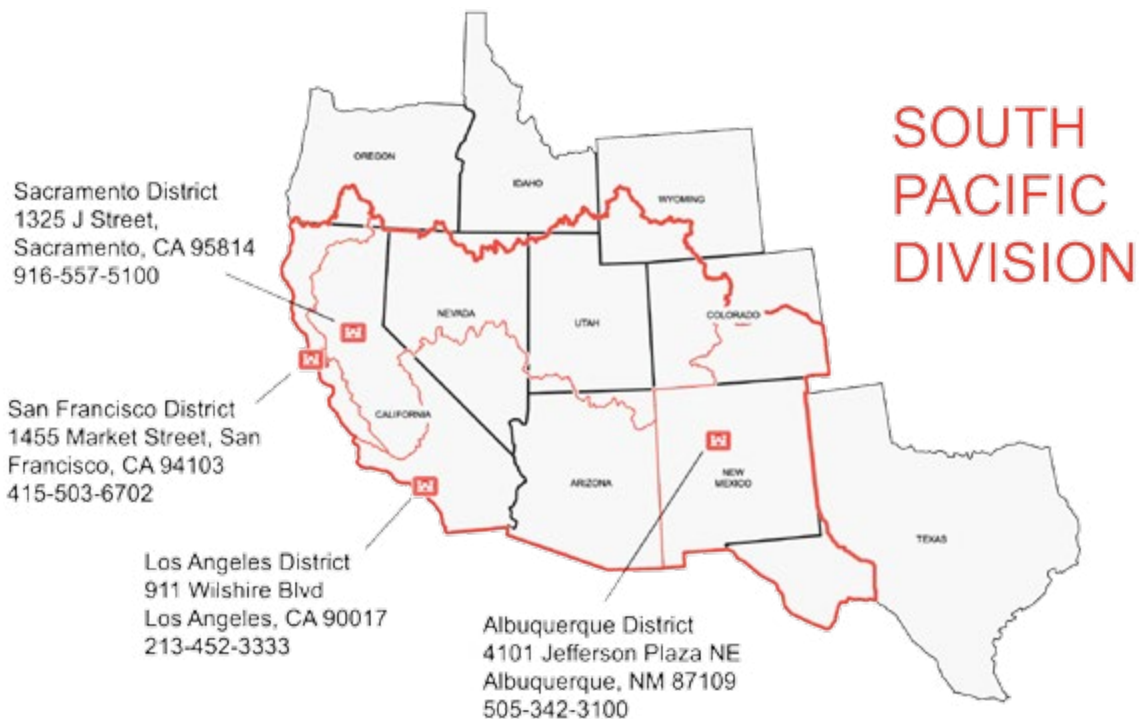 SOUTH
PACIFIC
DIVISION
OREGON
IDAHO
WYOMING
Sacramento District
1325 J Street,
Sacramento, CA 95814
916-557-5100
NEVADA
UTAH
COLORADO
San Francisco District
1455 Market Street, San
Francisco, CA 94103
415-503-6702
CALIFORNIA
ARIZONA
NEW
MEXICO
TEXAS
Los Angeles District
911 Wilshire Blvd
Los Angeles, CA 90017
213-452-3333
Albuquerque District
4101 Jefferson Plaza NE
Albuquerque, NM 87109
505-342-3100